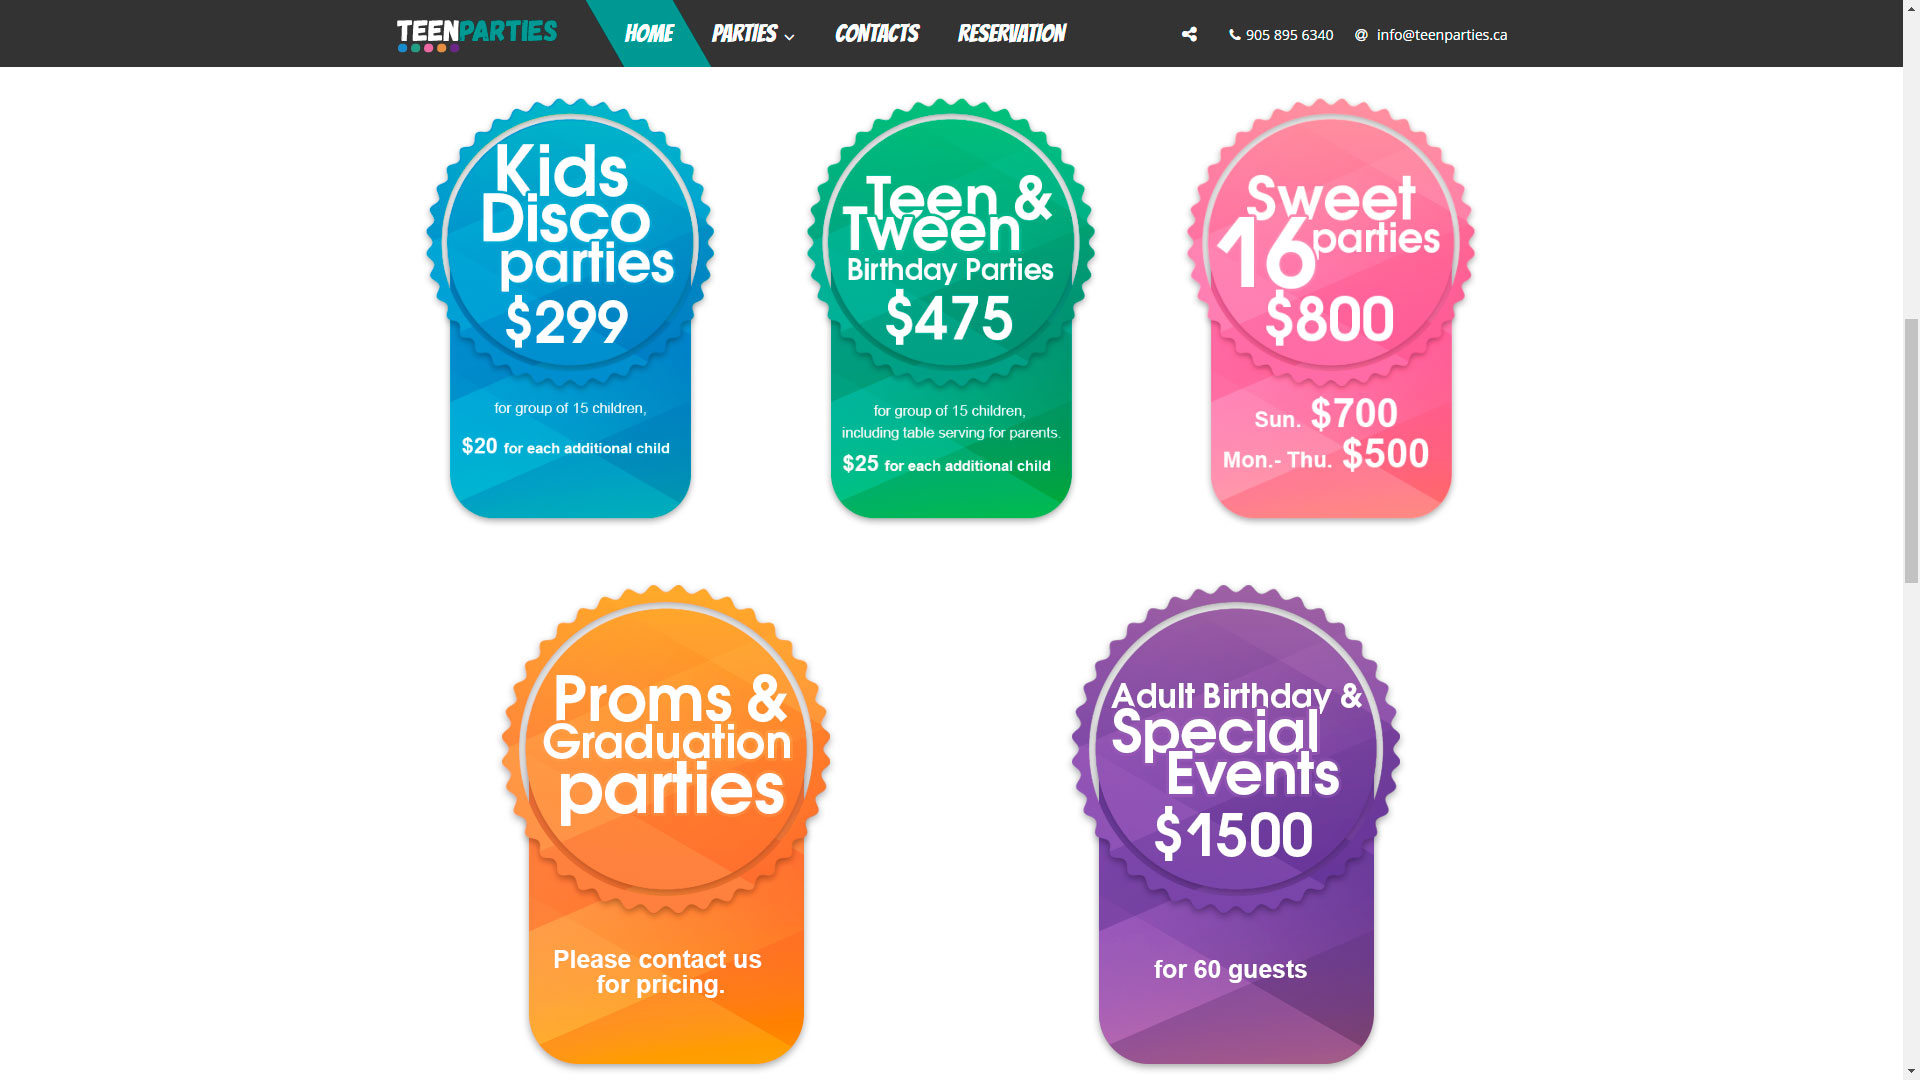 TEENPARTIES
HOME
PARTIES
CONTACTS
RESERVATION
905 895 6340
info@teenparties.ca
Kids
Disco
parties
$299
for group of 15 children,
$20 for each additional child
Teen &
Tween
Birthday Parties
$475
for group of 15 children,
including table serving for parents.
$25 for each additional child
Sweet
16 parties
$800
Sun. $700
Mon.- Thu. $500
Proms &
Graduation
parties
Please contact us
for pricing.
Adult Birthday &
Special
Events
$1500
for 60 guests